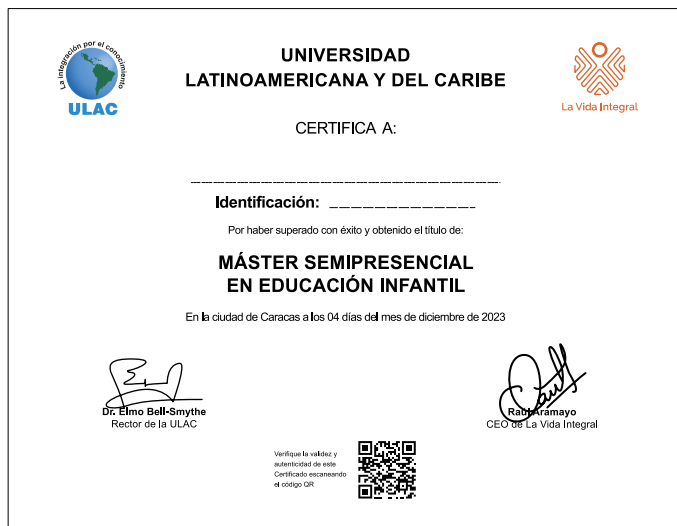 La integración por el conocimiento
ULAC
UNIVERSIDAD
LATINOAMERICANA Y DEL CARIBE
La Vida Integral
CERTIFICA A:
Identificación:
Por haber superado con éxito y obtenido el título de:
MÁSTER SEMIPRESENCIAL
EN EDUCACIÓN INFANTIL
En la ciudad de Caracas a los 04 días del mes de diciembre de 2023
Dr. Elmo Bell-Smythe
Rector de la ULAC
Raúl Aramayo
CEO de La Vida Integral
Verifique la validez y
autenticidad de este
Certificado escaneando
el código QR